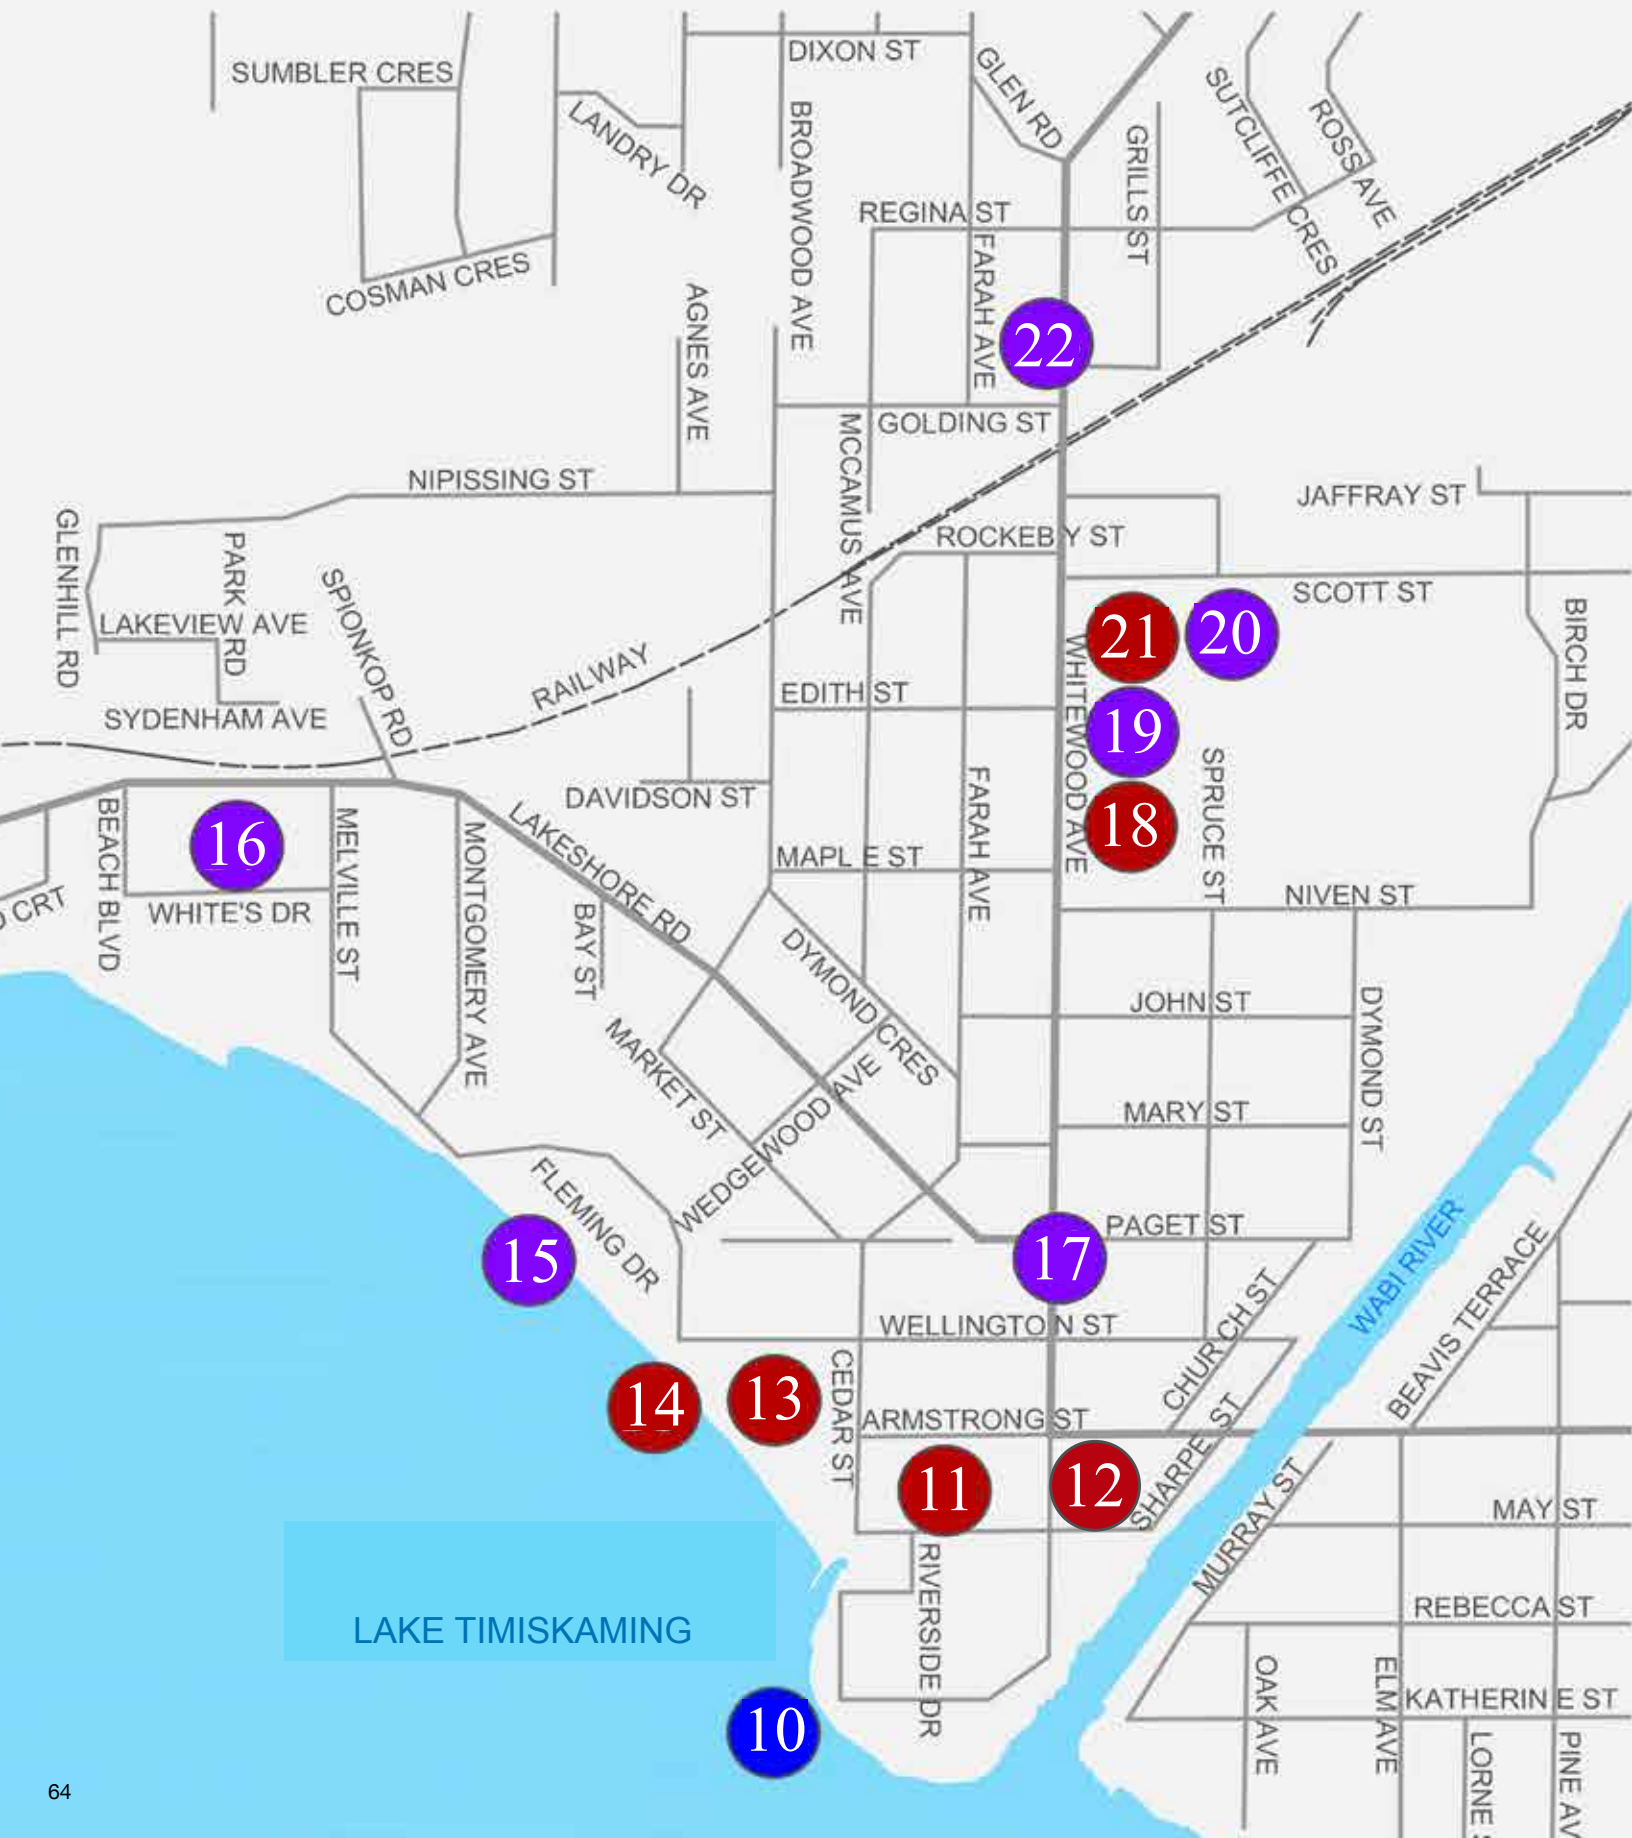 DIXON ST
SUMBLER CRES
GLEN RD
LANDRY DR
BROADWOOD AVE
GRILLS ST
SUTCLIFFE CRES
ROSS AVE
REGINA ST
COSMAN CRES
FARAH AVE
AGNES AVE
22
GOLDING ST
MCCAMUS AVE
NIPISSING ST
JAFFRAY ST
GLENHILL RD
PARK RD
ROCKEBY ST
SPIONKOP RD
SCOTT ST
LAKEVIEW AVE
21
20
BIRCH DR
WHITEWOOD AVE
RAILWAY
EDITH ST
SYDENHAM AVE
19
SPRUCE ST
DAVIDSON ST
FARAH AVE
BEACH BLVD
16
MELVILLE ST
MONTGOMERY AVE
LAKESHORE RD
18
MAPLE ST
NIVEN ST
CRT
WHITE'S DR
BAY ST
DYMOND CRES
JOHN ST
DYMOND ST
MARKET ST
WEDGEWOOD AVE
MARY ST
FLEMING DR
PAGET ST
WABI RIVER
15
17
BEAVIS TERRACE
WELLINGTON ST
CHURCH ST
CEDAR ST
14
13
ARMSTRONG ST
SHARPE ST
11
12
MURRAY ST
MAY ST
RIVERSIDE DR
REBECCA ST
LAKE TIMISKAMING
OAK AVE
ELM AVE
KATHERINE ST
10
LORNE
PINE AV
64